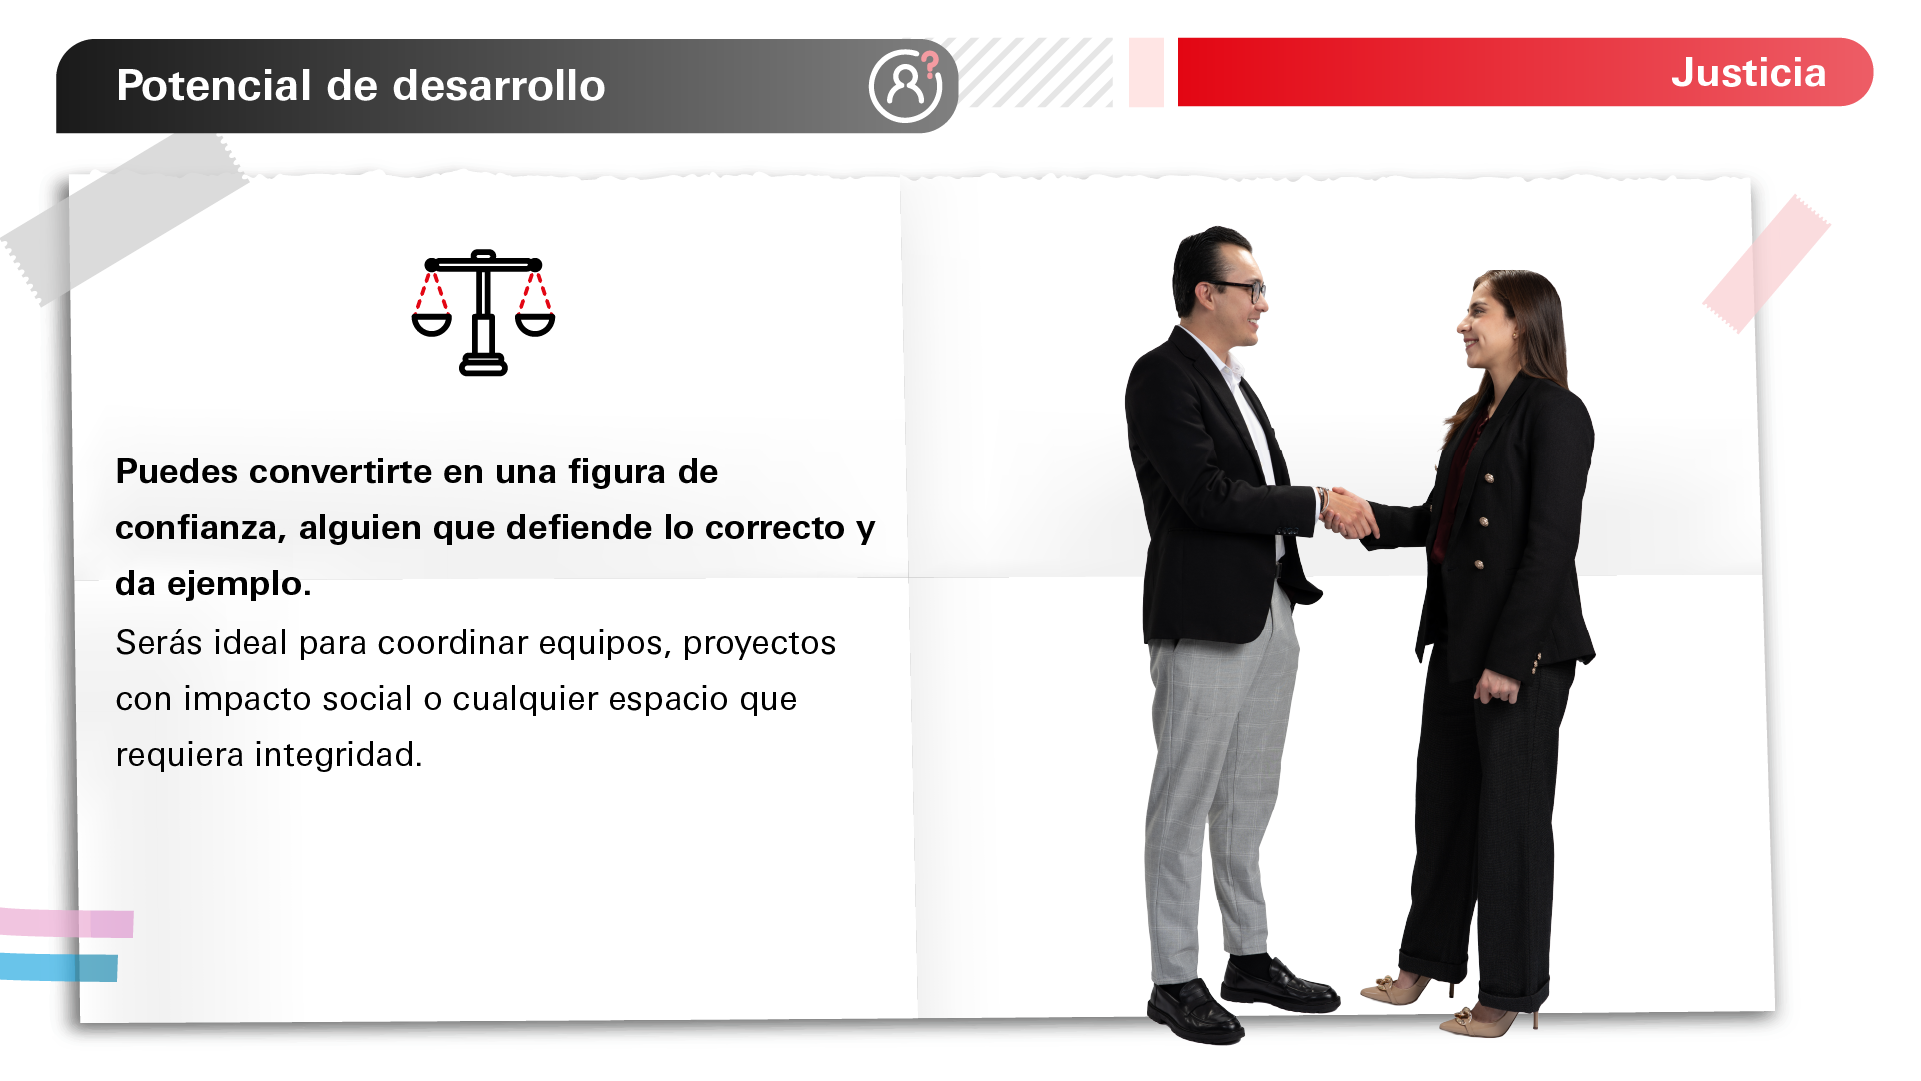 Potencial de desarrollo
Justicia
Puedes convertirte en una figura de
confianza, alguien que defiende lo correcto y
da ejemplo.
Serás ideal para coordinar equipos, proyectos
con impacto social o cualquier espacio que
requiera integridad.